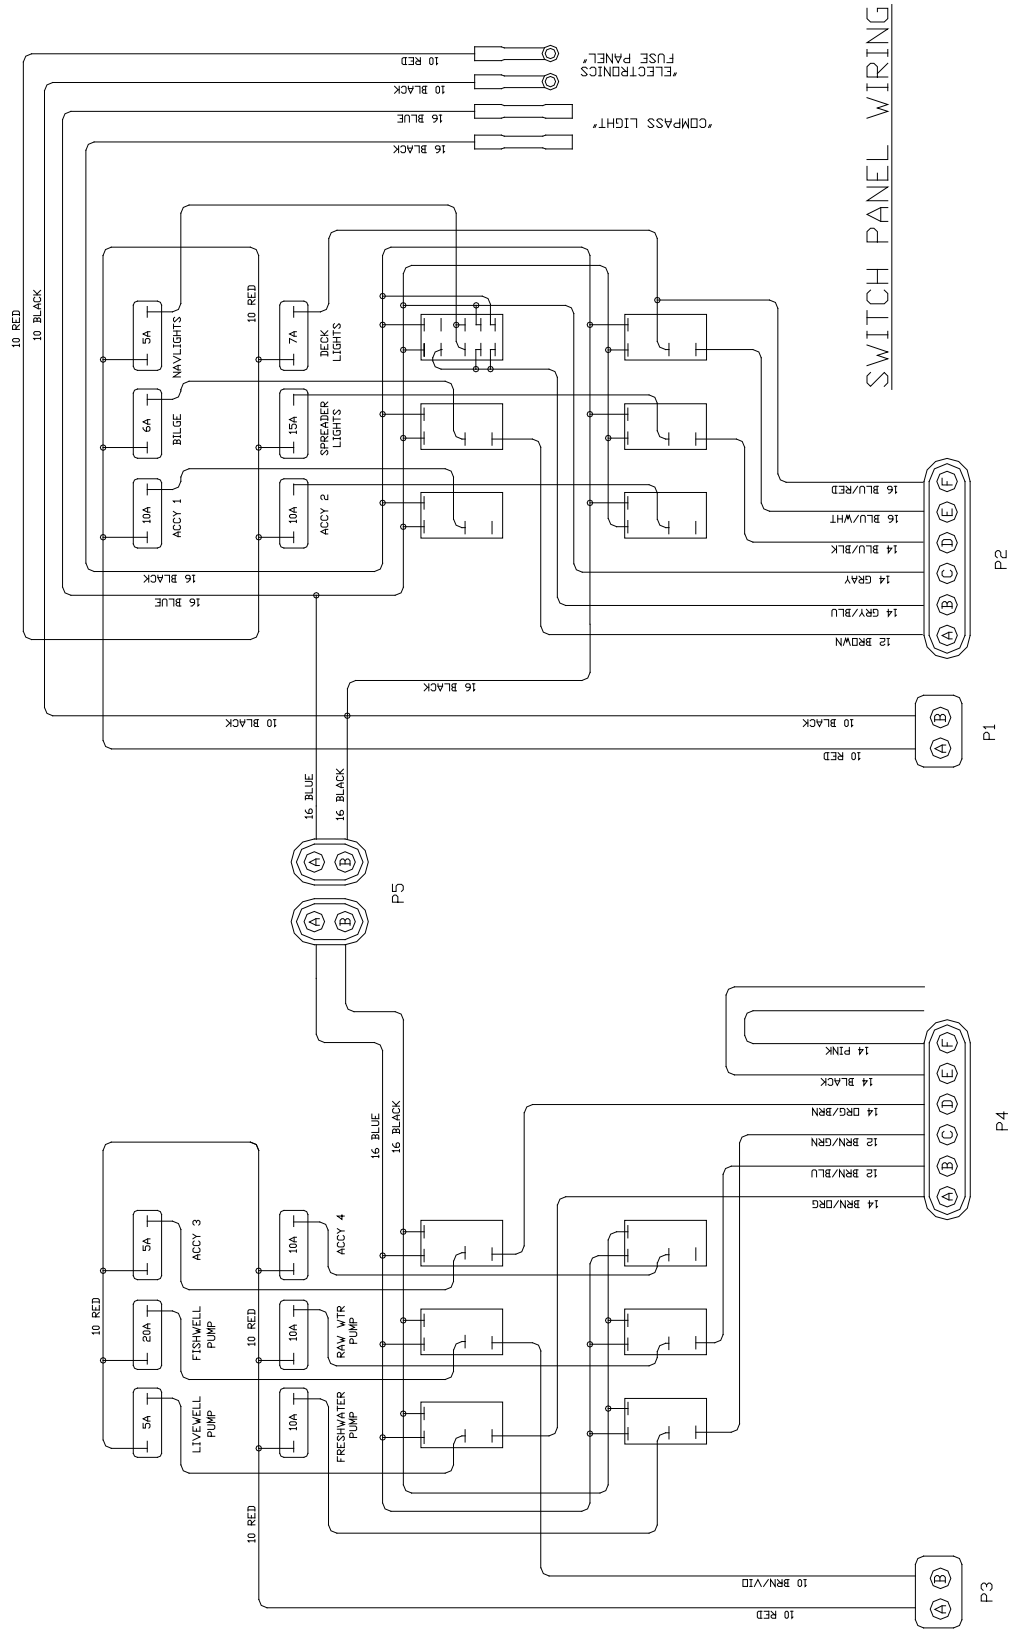 SWITCH PANEL WIRING
10 RED
10 BLACK
10 RED
10 BLACK
16 BLUE
16 BLACK
"ELECTRONICS
FUSE PANEL"
"COMPASS LIGHT"
5A
NAVLIGHTS
6A
BILGE
10A
ACCY 1
10 RED
7A
DECK
LIGHTS
15A
SPREADER
LIGHTS
10A
ACCY 2
16 BLACK
16 BLUE
16 BLACK
10 BLACK
10 BLACK
10 RED
16 BLU/RED
16 BLU/WHT
14 BLU/BLK
14 GRAY
14 GRY/BLU
12 BROWN
F
E
D
C
B
A
P2
B
A
P1
16 BLUE
16 BLACK
A
B
A
B
P5
16 BLUE
16 BLACK
10 RED
5A
ACCY 3
20A
FISHWELL
PUMP
5A
LIVEWELL
PUMP
10 RED
10A
ACCY 4
10A
RAW WTR
PUMP
10A
FRESHWATER
PUMP
10 RED
14 PINK
14 BLACK
14 ORG/BRN
12 BRN/GRN
12 BRN/BLU
14 BRN/ORG
F
E
D
C
B
A
P4
10 BRN/VIO
10 RED
B
A
P3